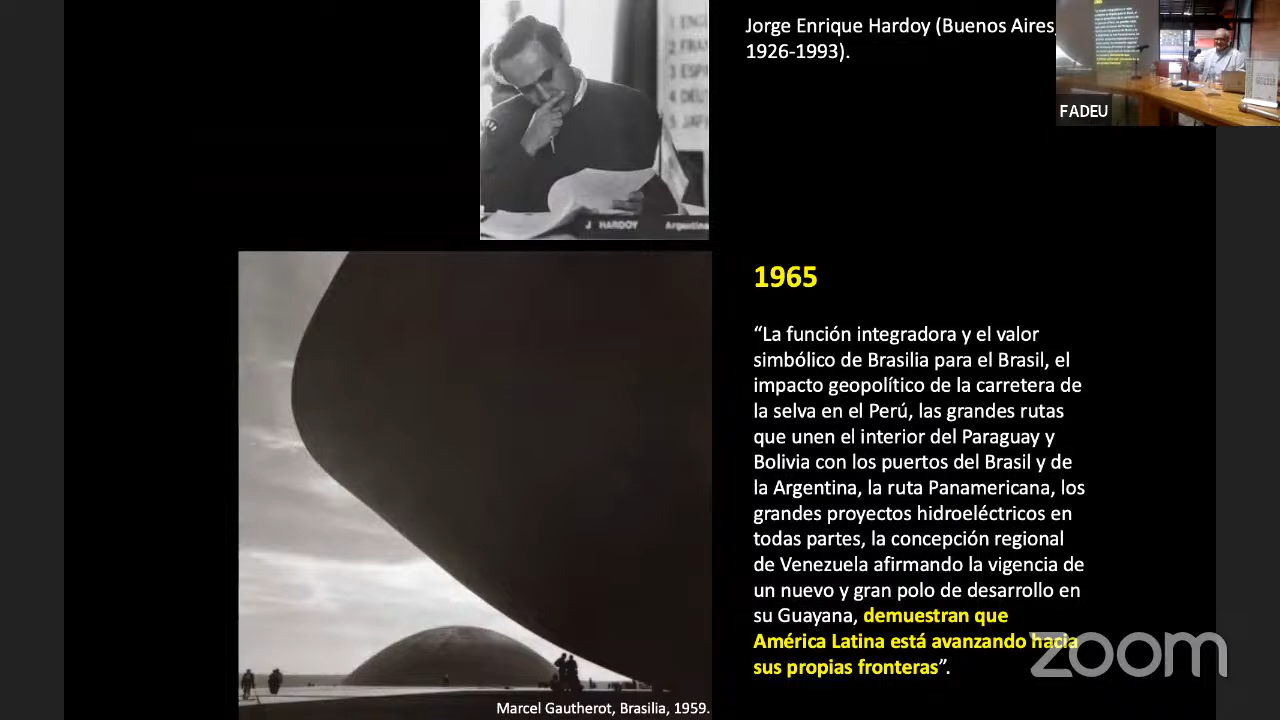 Jorge Enrique Hardoy (Buenos Aires,
1926-1993).
FADEU
J HARDOY Argentina
1965
“La función integradora y el valor
simbólico de Brasilia para el Brasil, el
impacto geopolítico de la carretera de
la selva en el Perú, las grandes rutas
que unen el interior del Paraguay y
Bolivia con los puertos del Brasil y de
la Argentina, la ruta Panamericana, los
grandes proyectos hidroeléctricos en
todas partes, la concepción regional
de Venezuela afirmando la vigencia de
un nuevo y gran polo de desarrollo en
su Guayana, demuestran que
América Latina está avanzando hacia
sus propias fronteras”.
zoom
Marcel Gautherot, Brasilia, 1959.